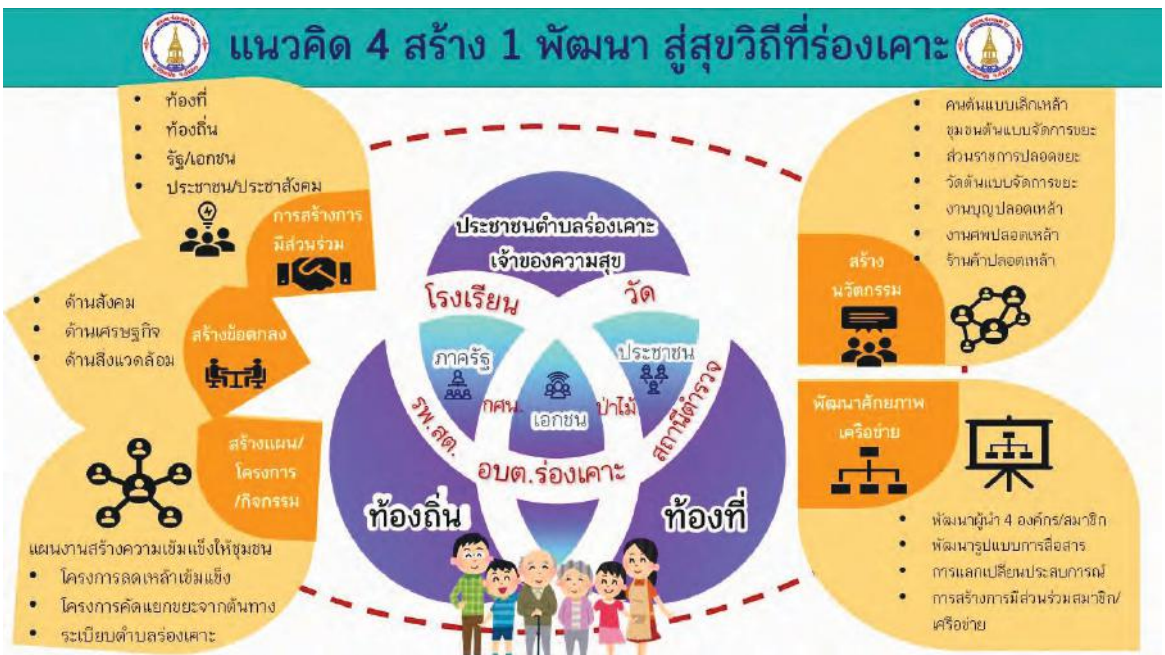 แนวคิด 4 สร้าง 1 พัฒนา สู่สุขวิถีที่ร่องเคาะ
• ท้องที่
• ท้องถิ่น
• รัฐ/เอกชน
• ประชาชน/ประชาสังคม
การสร้างการ
มีส่วนร่วม
• ด้านสังคม
• ด้านเศรษฐกิจ
• ด้านสิ่งแวดล้อม
สร้างข้อตกลง
สร้างแผน/
โครงการ
/กิจกรรม
แผนงานสร้างความเข้มแข็งให้ชุมชน
• โครงการลดเหล้าเข้มแข็ง
• โครงการคัดแยกขยะจากต้นทาง
• ระเบียบตำบลร่องเคาะ
ประชาชนตำบลร่องเคาะ
เจ้าของความสุข
โรงเรียน
วัด
ภาครัฐ
ประชาชน
เอกชน
กศน.
ป่าไม้
รพ.สต.
สถานีตำรวจ
อบต.ร่องเคาะ
ท้องถิ่น
ท้องที่
• คนต้นแบบเลิกเหล้า
• ชุมชนต้นแบบจัดการขยะ
• ส่วนราชการปลอดขยะ
• วัดต้นแบบจัดการขยะ
• งานบุญปลอดเหล้า
• งานศพปลอดเหล้า
• ร้านค้าปลอดเหล้า
สร้าง
นวัตกรรม
พัฒนาศักยภาพ
เครือข่าย
• พัฒนาผู้นำ 4 องค์กร/สมาชิก
• พัฒนารูปแบบการสื่อสาร
• การแลกเปลี่ยนประสบการณ์
• การสร้างการมีส่วนร่วมสมาชิก/
เครือข่าย